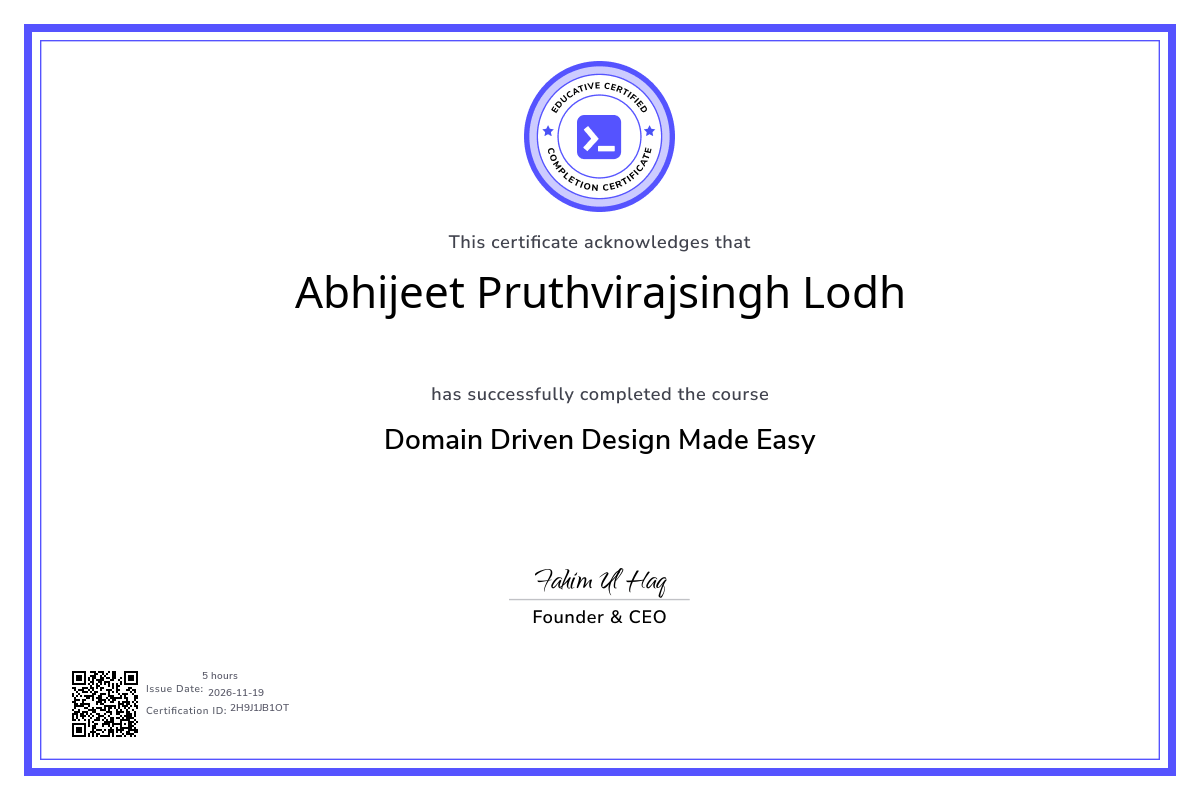 EDUCATIVE CERTIFIED
COMPLETION CERTIFICATE
This certificate acknowledges that
Abhijeet Pruthvirajsingh Lodh
has successfully completed the course
Domain Driven Design Made Easy
Fahim Ul Haq
Founder & CEO
5 hours
Issue Date: 2026-11-19
Certification ID: 2H9J1JB1OT